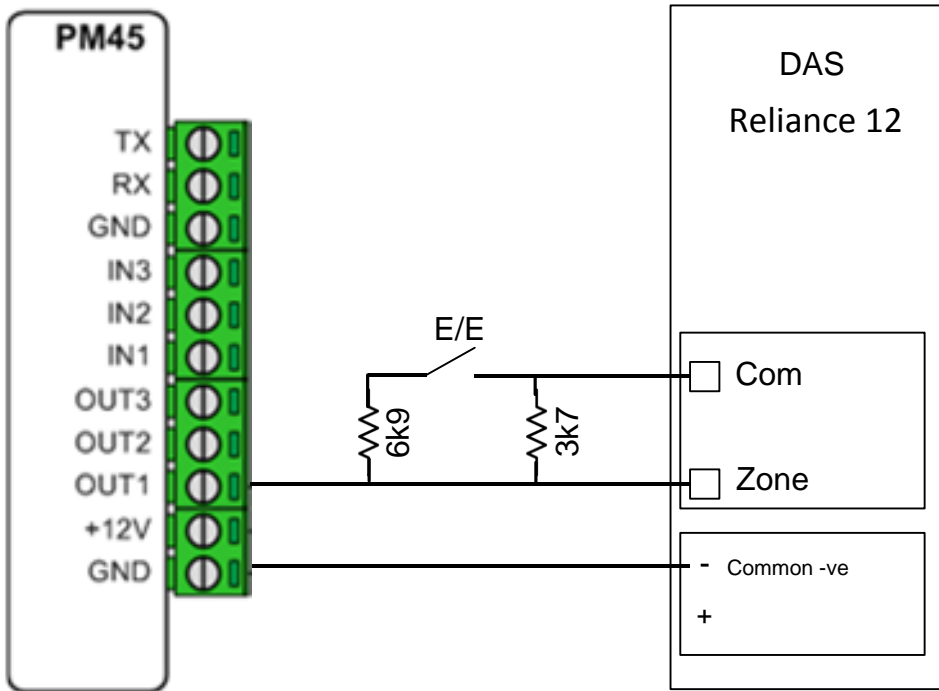 PM45
TX
RX
GND
IN3
IN2
IN1
OUT3
OUT2
OUT1
+12V
GND
E/E
6k9
3k7
DAS
Reliance 12
Com
Zone
- Common -ve
+